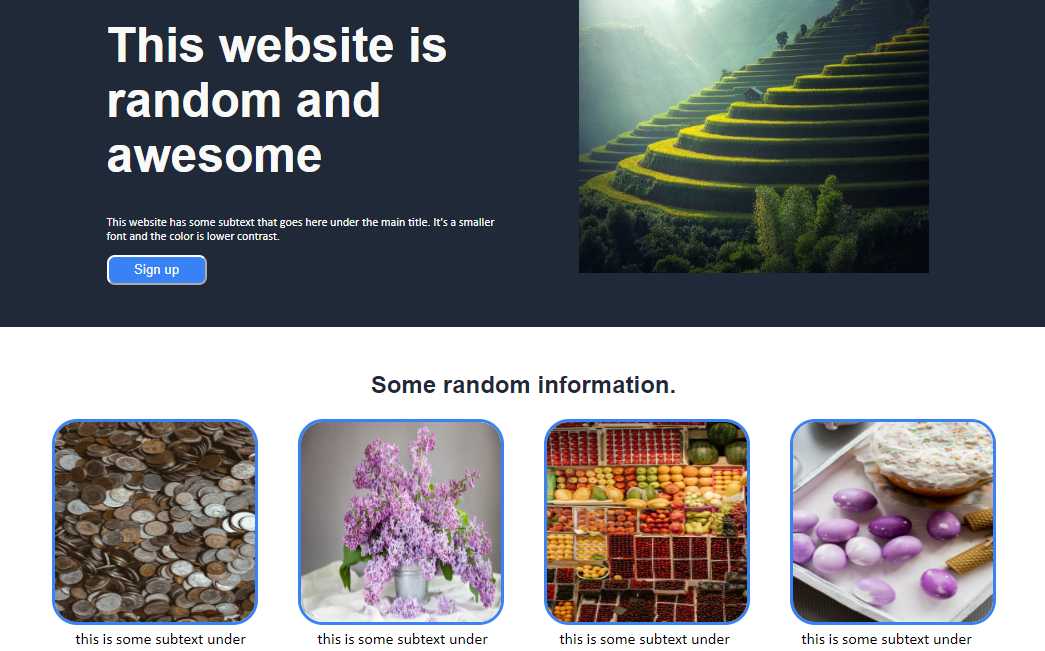 This website is
random and
awesome
This website has some subtext that goes here under the main title. It's a smaller
font and the color is lower contrast.
Sign up
Some random information.
this is some subtext under
this is some subtext under
this is some subtext under
this is some subtext under